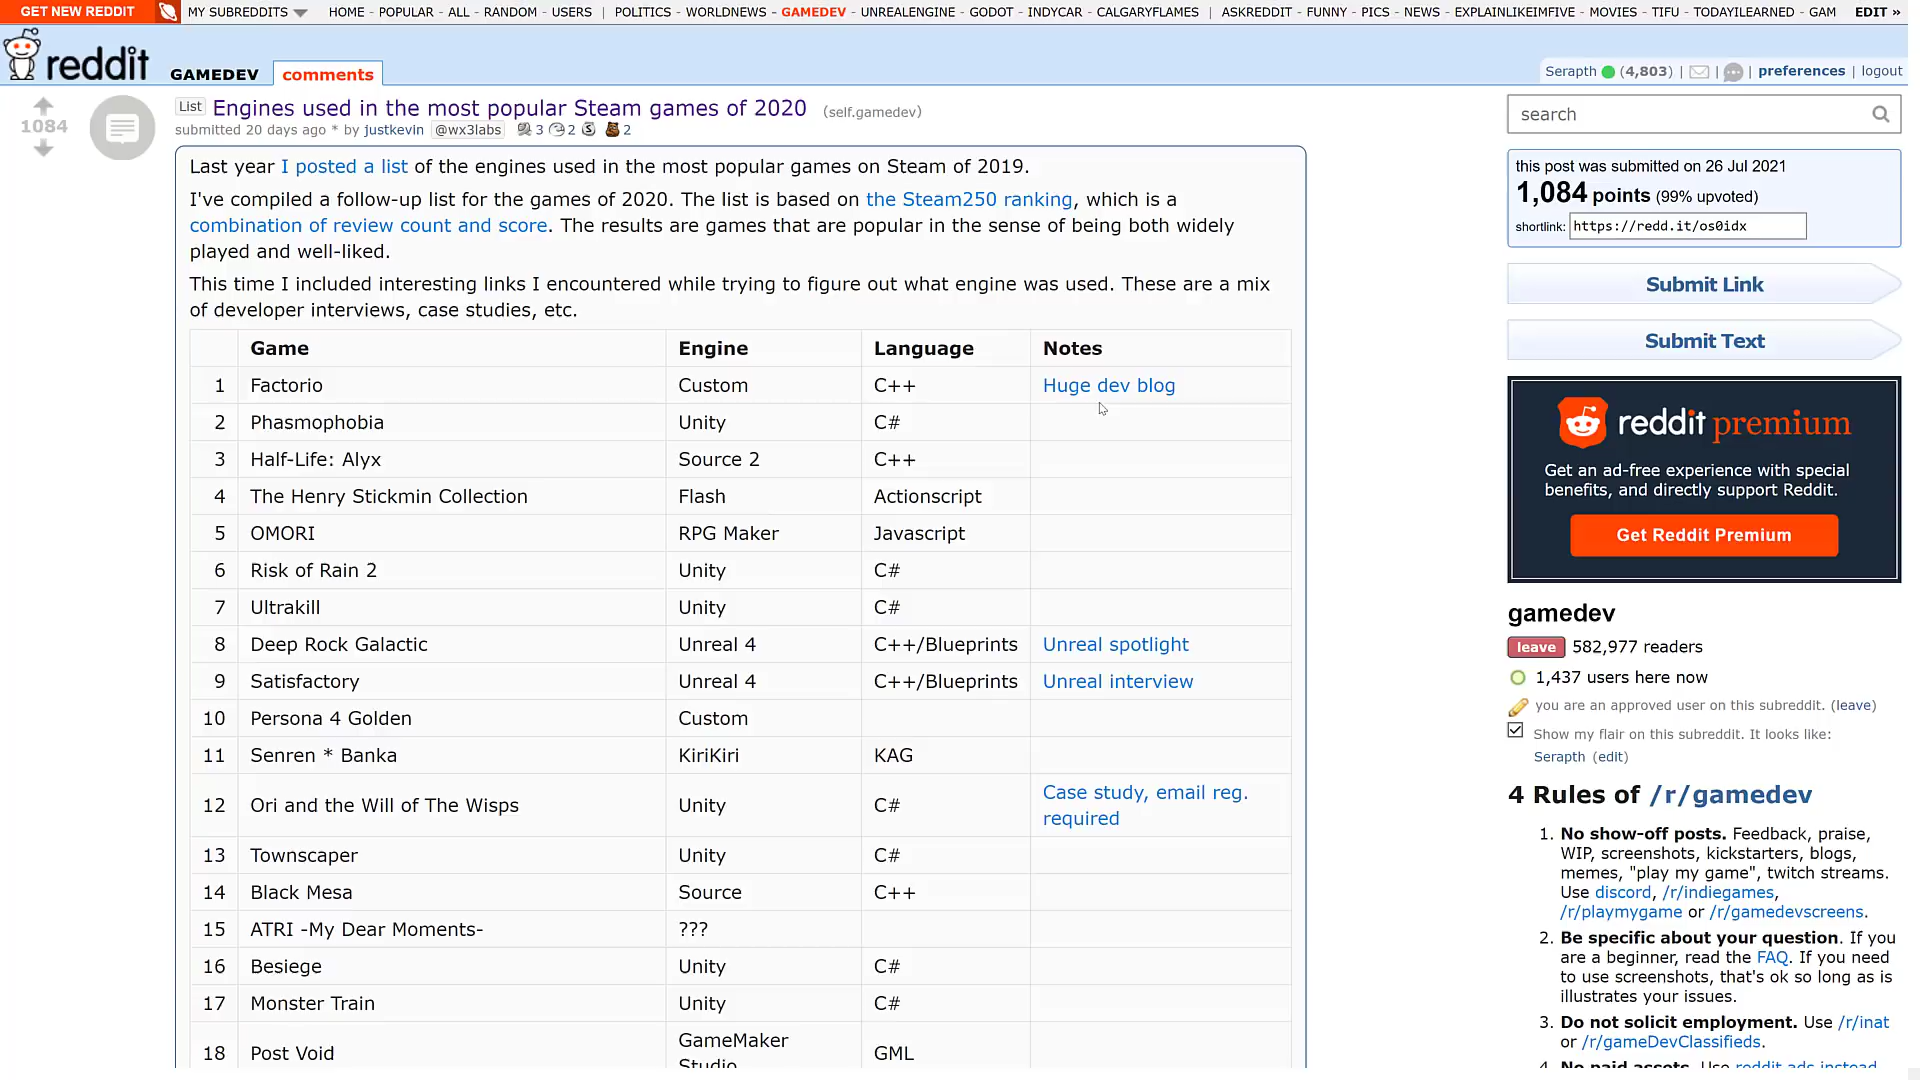 GET NEW REDDIT MY SUBREDDITS HOME - POPULAR - ALL - RANDOM - USERS | POLITICS - WORLDNEWS - GAMEDEV - UNREALENGINE - GODOT - INDYCAR - CALGARYFLAMES | ASKREDDIT - FUNNY - PICS - NEWS - EXPLAINLIKEIMFIVE - MOVIES - TIFU - TODAYILEARNED - GAM EDIT »
reddit GAMEDEV comments
Serapth (4,803) | | | preferences | logout
1084
List Engines used in the most popular Steam games of 2020 (self.gamedev)
submitted 20 days ago * by justkevin @wx3labs 3 2 2
Last year I posted a list of the engines used in the most popular games on Steam of 2019.
I've compiled a follow-up list for the games of 2020. The list is based on the Steam250 ranking, which is a
combination of review count and score. The results are games that are popular in the sense of being both widely
played and well-liked.
This time I included interesting links I encountered while trying to figure out what engine was used. These are a mix
of developer interviews, case studies, etc.
Game Engine Language Notes
1 Factorio Custom C++ Huge dev blog
2 Phasmophobia Unity C#
3 Half-Life: Alyx Source 2 C++
4 The Henry Stickmin Collection Flash Actionscript
5 OMORI RPG Maker Javascript
6 Risk of Rain 2 Unity C#
7 Ultrakill Unity C#
8 Deep Rock Galactic Unreal 4 C++/Blueprints Unreal spotlight
9 Satisfactory Unreal 4 C++/Blueprints Unreal interview
10 Persona 4 Golden Custom
11 Senren * Banka KiriKiri KAG
12 Ori and the Will of The Wisps Unity C# Case study, email reg.
required
13 Townscaper Unity C#
14 Black Mesa Source C++
15 ATRI -My Dear Moments- ???
16 Besiege Unity C#
17 Monster Train Unity C#
18 Post Void GameMaker GML
Studio
search
this post was submitted on 26 Jul 2021
1,084 points (99% upvoted)
shortlink: https://redd.it/os0idx
Submit Link
Submit Text
reddit premium
Get an ad-free experience with special
benefits, and directly support Reddit.
Get Reddit Premium
gamedev
leave 582,977 readers
1,437 users here now
you are an approved user on this subreddit. (leave)
Show my flair on this subreddit. It looks like:
Serapth (edit)
4 Rules of /r/gamedev
1. No show-off posts. Feedback, praise,
WIP, screenshots, kickstarters, blogs,
memes, "play my game", twitch streams.
Use discord, /r/indiegames,
/r/playmygame or /r/gamedevscreens.
2. Be specific about your question. If you
are a beginner, read the FAQ. If you need
to use screenshots, that's ok so long as is
illustrates your issues.
3. Do not solicit employment. Use /r/inat
or /r/gameDevClassifieds.
4. No paid assets. Use reddit ads instead